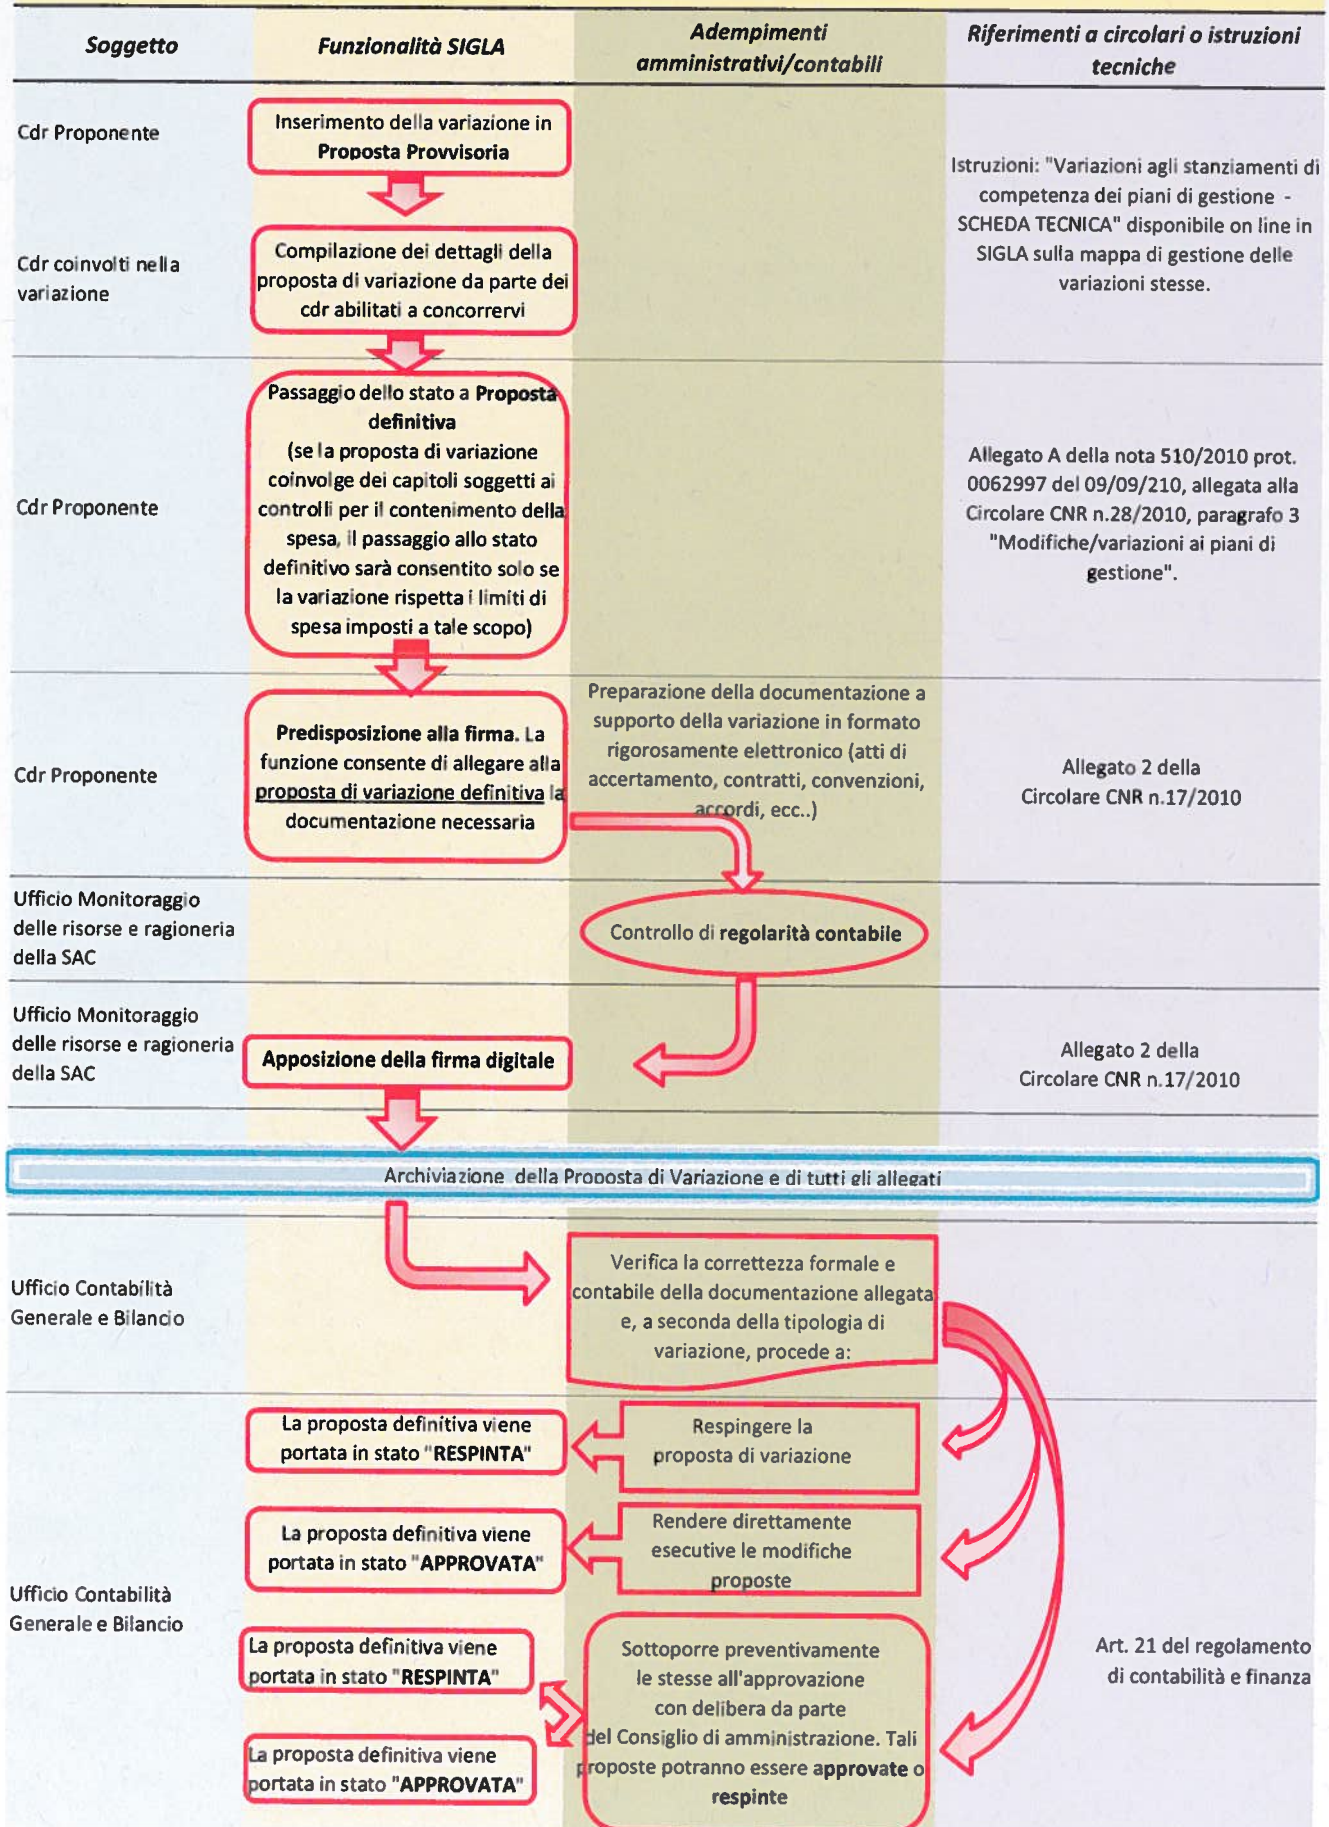 Soggetto
Funzionalità SIGLA
Adempimenti
amministrativi/contabili
Riferimenti a circolari o istruzioni
tecniche
Cdr Proponente
Inserimento della variazione in
Proposta Provvisoria
Istruzioni: "Variazioni agli stanziamenti di
competenza dei piani di gestione -
SCHEDA TECNICA" disponibile on line in
SIGLA sulla mappa di gestione delle
variazioni stesse.
Cdr coinvolti nella
variazione
Compilazione dei dettagli della
proposta di variazione da parte dei
cdr abilitati a concorrervi
Cdr Proponente
Passaggio dello stato a Proposta
definitiva
(se la proposta di variazione
coinvolge dei capitoli soggetti ai
controlli per il contenimento della
spesa, il passaggio allo stato
definitivo sarà consentito solo se
la variazione rispetta i limiti di
spesa imposti a tale scopo)
Allegato A della nota 510/2010 prot.
0062997 del 09/09/210, allegata alla
Circolare CNR n.28/2010, paragrafo 3
"Modifiche/variazioni ai piani di
gestione".
Cdr Proponente
Predisposizione alla firma. La
funzione consente di allegare alla
proposta di variazione definitiva la
documentazione necessaria
Preparazione della documentazione a
supporto della variazione in formato
rigorosamente elettronico (atti di
accertamento, contratti, convenzioni,
accordi, ecc..)
Allegato 2 della
Circolare CNR n.17/2010
Ufficio Monitoraggio
delle risorse e ragioneria
della SAC
Controllo di regolarità contabile
Ufficio Monitoraggio
delle risorse e ragioneria
della SAC
Apposizione della firma digitale
Allegato 2 della
Circolare CNR n.17/2010
Archiviazione della Proposta di Variazione e di tutti gli allegati
Ufficio Contabilità
Generale e Bilancio
Verifica la correttezza formale e
contabile della documentazione allegata
e, a seconda della tipologia di
variazione, procede a:
La proposta definitiva viene
portata in stato "RESPINTA"
Respingere la
proposta di variazione
La proposta definitiva viene
portata in stato "APPROVATA"
Rendere direttamente
esecutive le modifiche
proposte
Ufficio Contabilità
Generale e Bilancio
La proposta definitiva viene
portata in stato "RESPINTA"
La proposta definitiva viene
portata in stato "APPROVATA"
Sottoporre preventivamente
le stesse all'approvazione
con delibera da parte
del Consiglio di amministrazione. Tali
proposte potranno essere approvate o
respinte
Art. 21 del regolamento
di contabilità e finanza